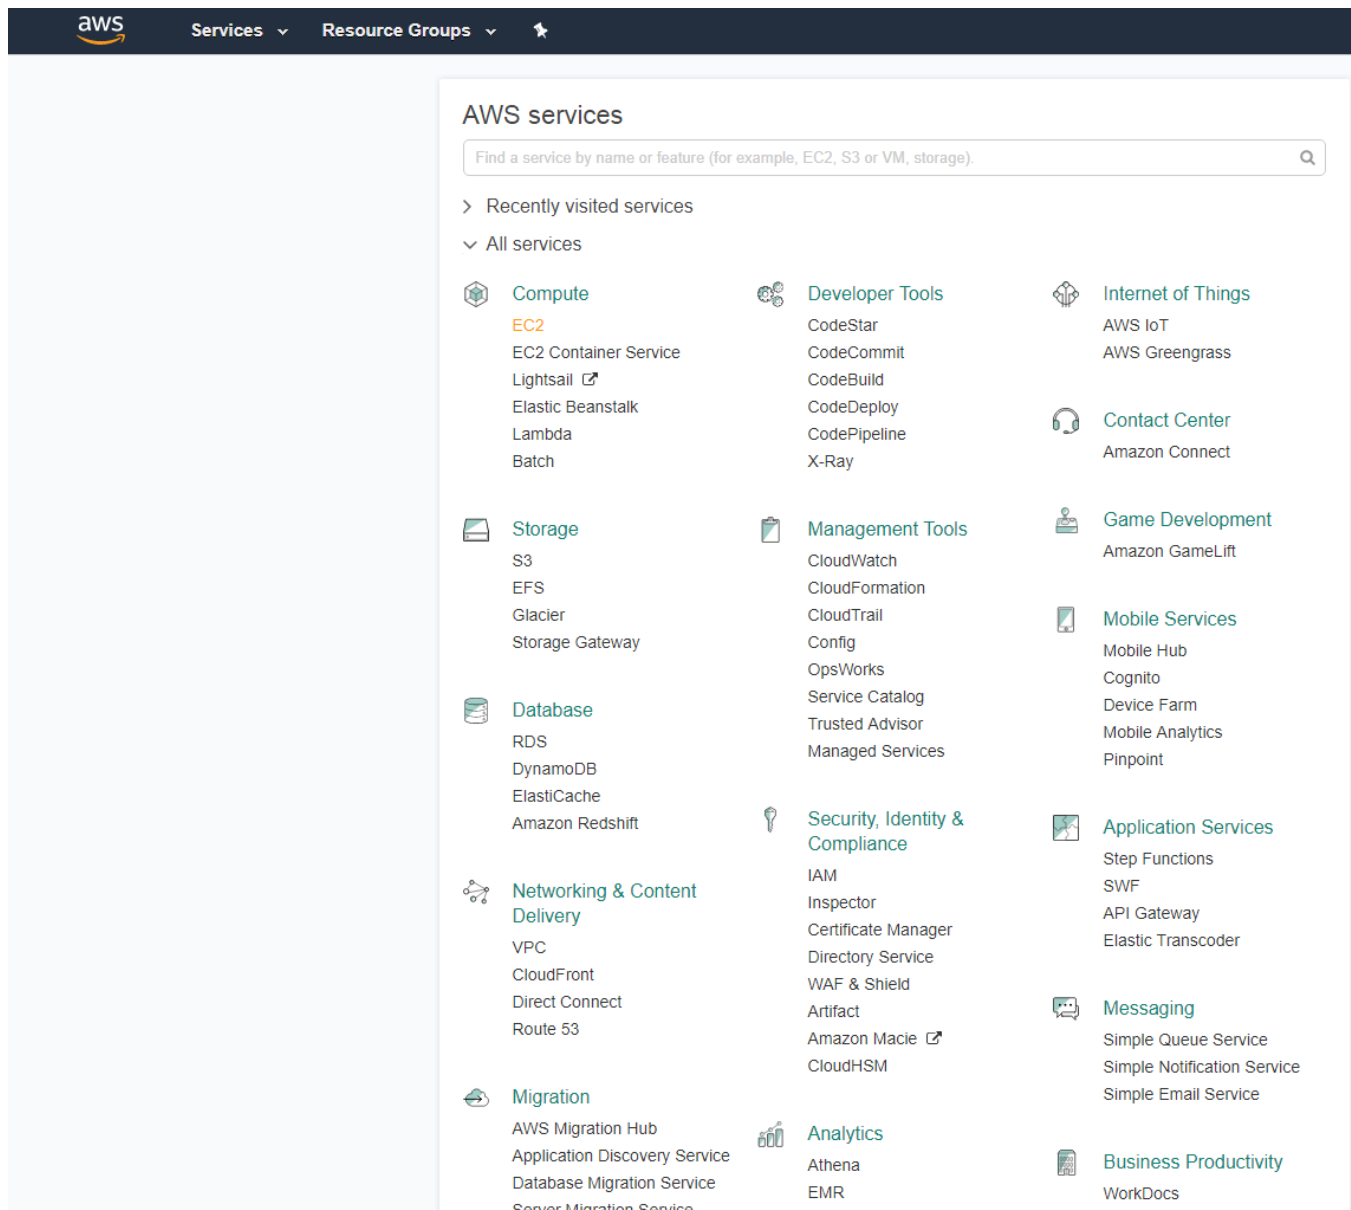 aws
Services
Resource Groups
AWS services
Find a service by name or feature (for example, EC2, S3 or VM, storage).
Recently visited services
All services
Compute
EC2
EC2 Container Service
Lightsail
Elastic Beanstalk
Lambda
Batch
Storage
S3
EFS
Glacier
Storage Gateway
Database
RDS
DynamoDB
ElastiCache
Amazon Redshift
Networking & Content
Delivery
VPC
CloudFront
Direct Connect
Route 53
Migration
AWS Migration Hub
Application Discovery Service
Database Migration Service
Server Migration Service
Developer Tools
CodeStar
CodeCommit
CodeBuild
CodeDeploy
CodePipeline
X-Ray
Management Tools
CloudWatch
CloudFormation
CloudTrail
Config
OpsWorks
Service Catalog
Trusted Advisor
Managed Services
Security, Identity &
Compliance
IAM
Inspector
Certificate Manager
Directory Service
WAF & Shield
Artifact
Amazon Macie
CloudHSM
Analytics
Athena
EMR
Internet of Things
AWS IoT
AWS Greengrass
Contact Center
Amazon Connect
Game Development
Amazon GameLift
Mobile Services
Mobile Hub
Cognito
Device Farm
Mobile Analytics
Pinpoint
Application Services
Step Functions
SWF
API Gateway
Elastic Transcoder
Messaging
Simple Queue Service
Simple Notification Service
Simple Email Service
Business Productivity
WorkDocs